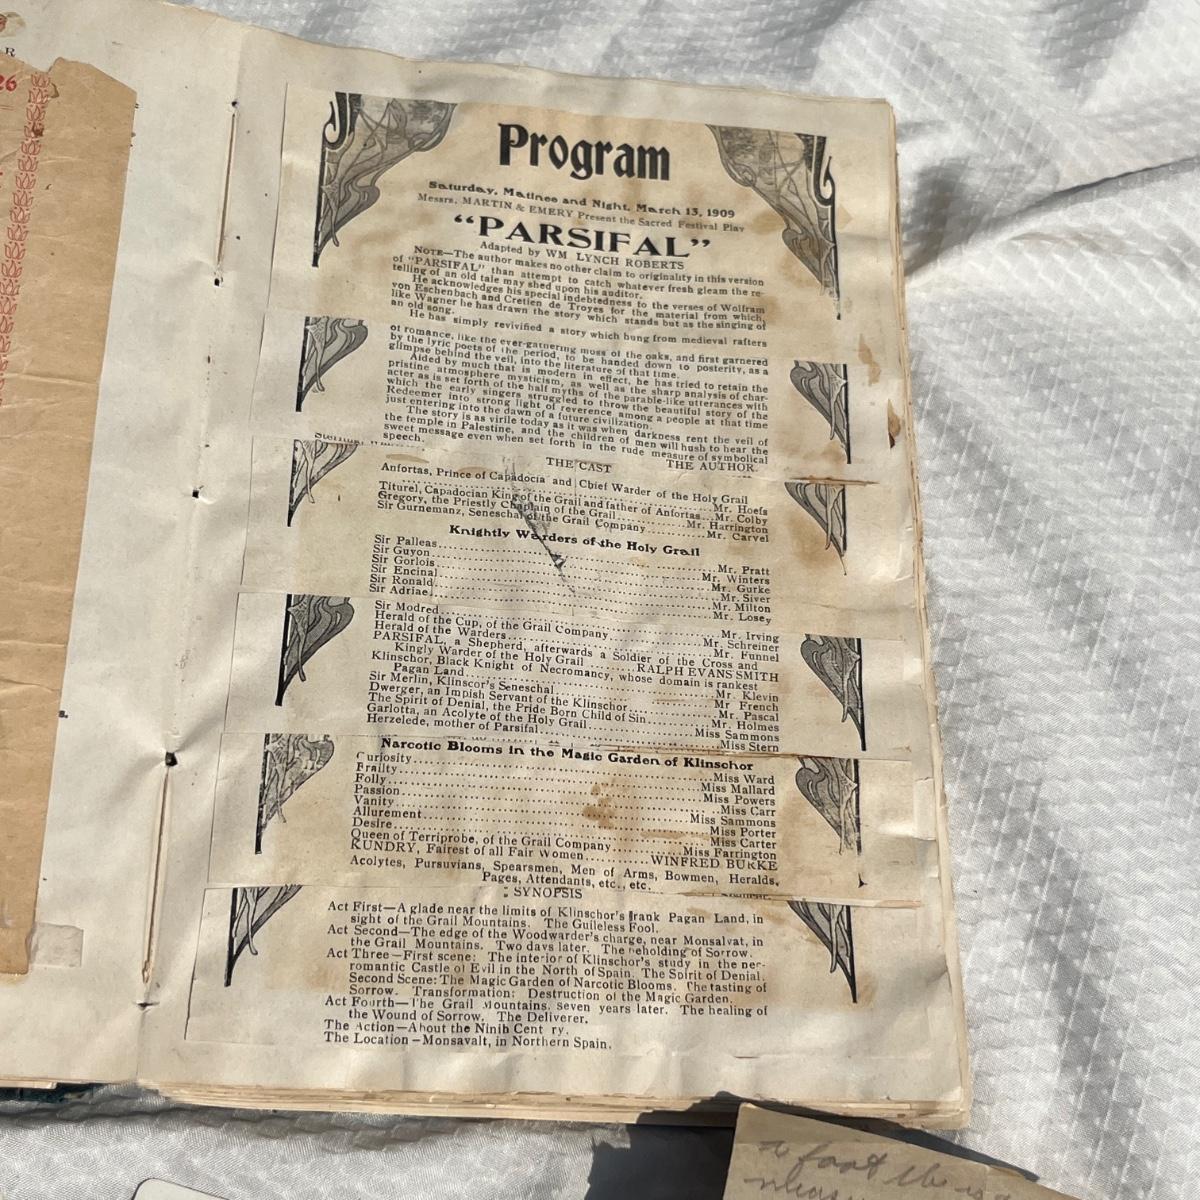 R
26
Program
Saturday, Matinee and Night, March 13, 1909
Messrs. MARTIN & EMERY Present the Sacred Festival Play
“PARSIFAL”
Adapted by WM LYNCH ROBERTS
NOTE—The author makes no other claim to originality in this version
of “PARSIFAL” than attempt to catch whatever fresh gleam the re-
telling of an old tale may shed upon his auditor.
He acknowledges his special indebtedness to the verses of Wolfram
von Eschenbach and Cretien de Troyes for the material from which,
like Wagner he has drawn the story which stands but as the singing of
an old song.
He has simply revivified a story which hung from medieval rafters
of romance, like the ever-gathering moss of the oaks, and first garnered
by the lyric poets of the period, to be handed down to posterity, as a
glimpse behind the veil, into the literature of that time.
Aided by much that is modern in effect, he has tried to retain the
pristine atmosphere mysticism, as well as the sharp analysis of char-
acter as is set forth of the half myths of the parable-like utterances with
which the early singers struggled to throw the beautiful story of the
Redeemer into strong light of reverence among a people at that time
just entering into the dawn of a future civilization.
The story is as virile today as it was when darkness rent the veil of
the temple in Palestine, and the children of men will hush to hear the
sweet message even when set forth in the rude measure of symbolical
speech.
THE AUTHOR.
THE CAST
Anfortas, Prince of Capadocia and Chief Warder of the Holy Grail
Mr. Hoefs
Titurel, Capadocian King of the Grail and father of Anfortas...Mr. Colby
Gregory, the Priestly Chaplain of the Grail............Mr. Harrington
Sir Gurnemanz, Seneschal of the Grail Company..........Mr. Carvel
Knightly Warders of the Holy Grail
Sir Palleas..........Mr. Pratt
Sir Guyon..........Mr. Winters
Sir Gorlois..........Mr. Gurke
Sir Encinal..........Mr. Siver
Sir Ronald..........Mr. Milton
Sir Adriae..........Mr. Losey
Sir Modred..........Mr. Irving
Herald of the Cup, of the Grail Company..........Mr. Schreiner
Herald of the Warders..........Mr. Funnel
PARSIFAL, a Shepherd, afterwards a Soldier of the Cross and
Kingly Warder of the Holy Grail ........RALPH EVANS SMITH
Klinschor, Black Knight of Necromancy, whose domain is rankest
Pagan Land..........Mr. Klevin
Sir Merlin, Klinscor's Seneschal..........Mr French
Dwerger, an Impish Servant of the Klinschor..........Mr. Pascal
The Spirit of Denial, the Pride Born Child of Sin..........Mr. Holmes
Garlotta, an Acolyte of the Holy Grail..........Miss Sammons
Herzelede, mother of Parsifal..........Miss Stern
Narcotic Blooms in the Magic Garden of Klinschor
Curiosity..........Miss Ward
Frailty..........Miss Mallard
Folly..........Miss Powers
Passion..........Miss Carr
Vanity..........Miss Sammons
Allurement..........Miss Porter
Desire..........Miss Carter
Queen of Terriprobe, of the Grail Company..........Miss Farrington
KUNDRY, Fairest of all Fair Women..........WINFRED BURKE
Acolytes, Pursuvians, Spearsmen, Men of Arms, Bowmen, Heralds,
Pages, Attendants, etc., etc.
SYNOPSIS
Act First—A glade near the limits of Klinschor's frank Pagan Land, in
sight of the Grail Mountains. The Guileless Fool.
Act Second—The edge of the Woodwarder's charge, near Monsalvat, in
the Grail Mountains. Two days later. The beholding of Sorrow.
Act Three—First scene: The interior of Klinschor's study in the ner-
romantic Castle of Evil in the North of Spain. The Spirit of Denial.
Second Scene: The Magic Garden of Narcotic Blooms. The tasting of
Sorrow. Transformation: Destruction of the Magic Garden.
Act Fourth—The Grail Mountains, seven years later. The healing of
the Wound of Sorrow. The Deliverer.
The Action—About the Ninih Cent ry.
The Location—Monsavalt, in Northern Spain.
foot